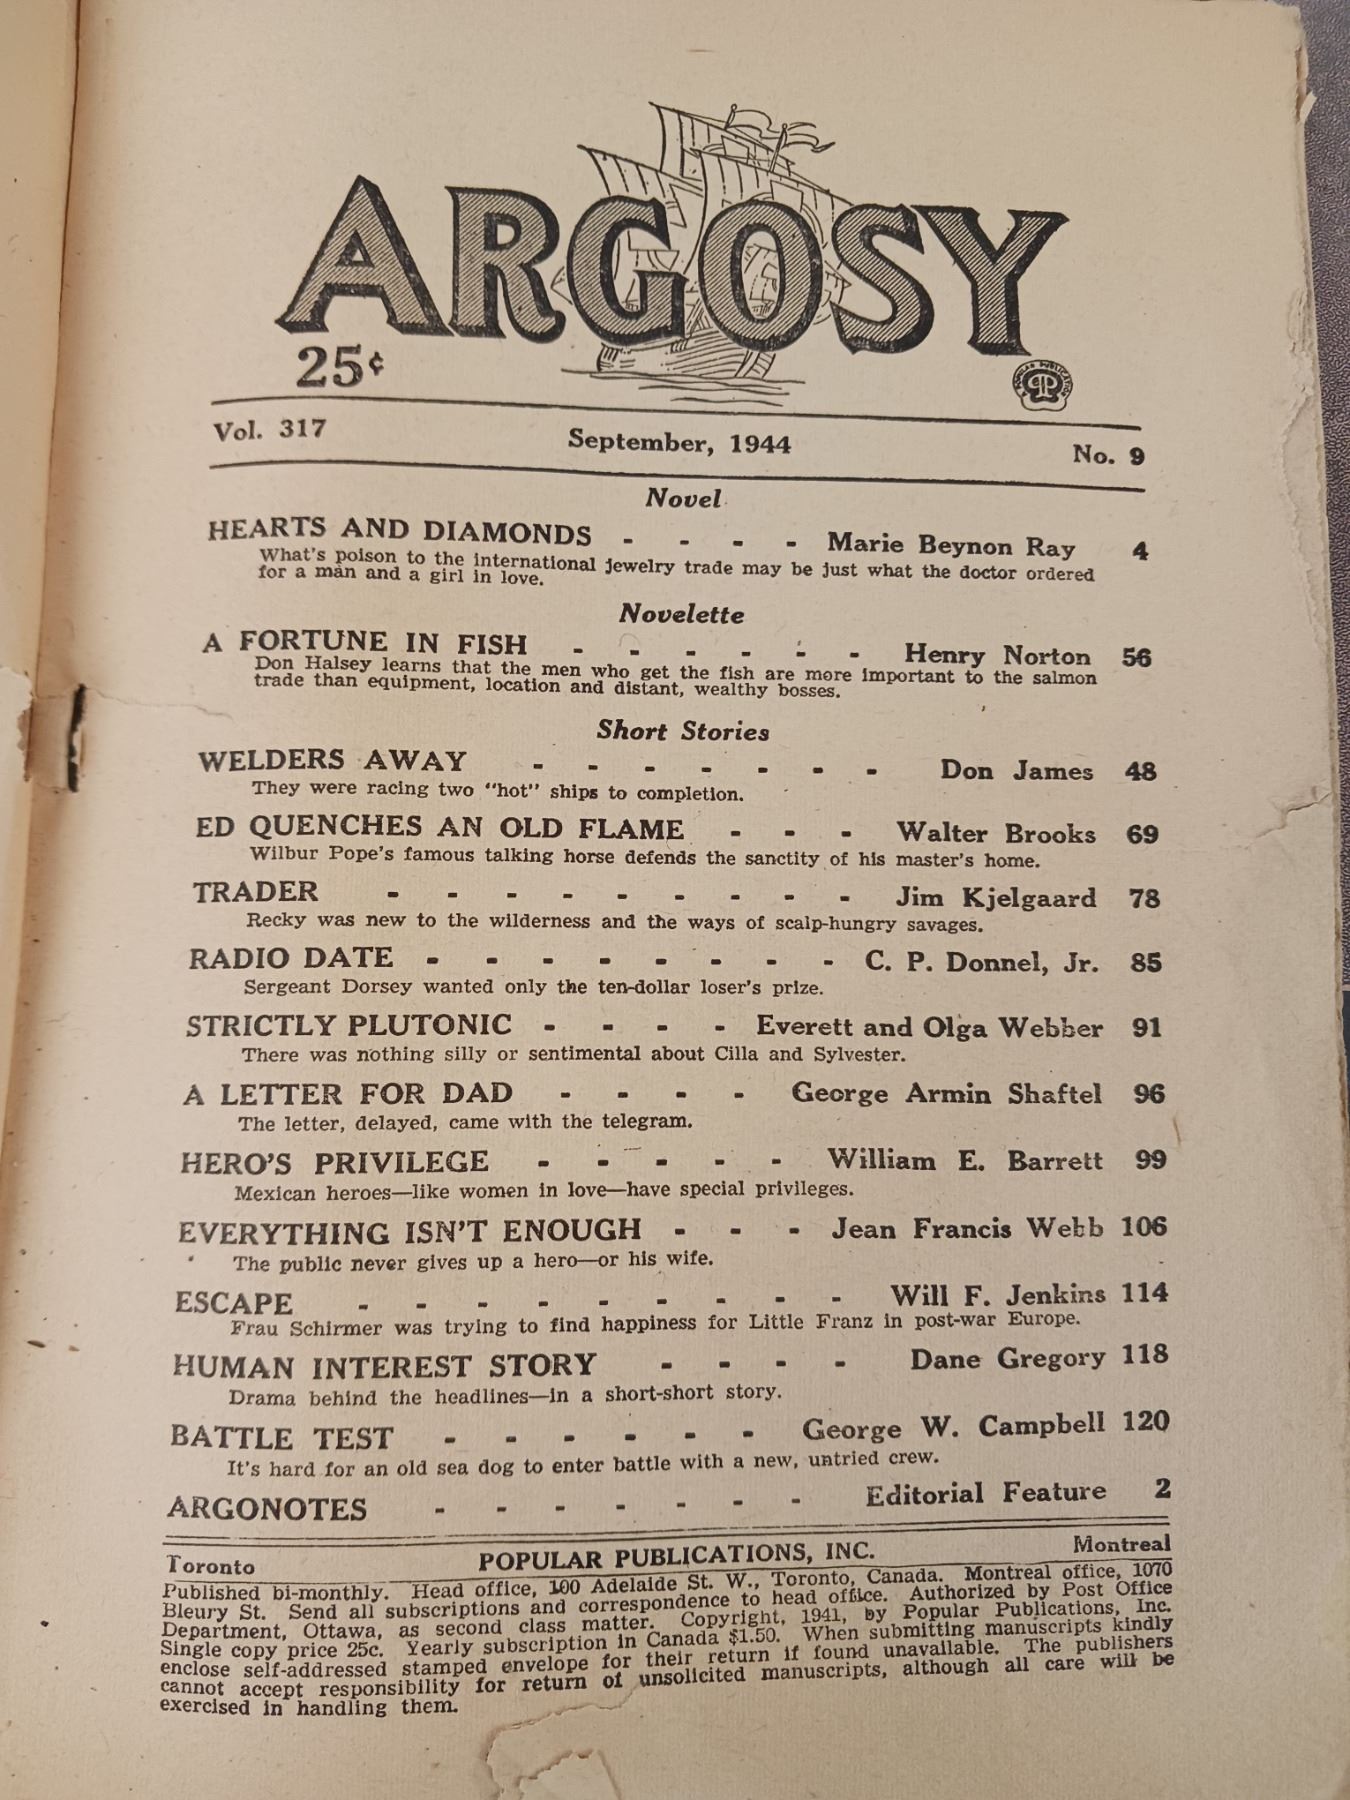 ARGOSY
25¢
POPULAR PUBLICATION
PP
Vol. 317 September, 1944 No. 9
Novel
HEARTS AND DIAMONDS - - - - Marie Beynon Ray 4
What's poison to the international jewelry trade may be just what the doctor ordered
for a man and a girl in love.
Novelette
A FORTUNE IN FISH - - - - - - Henry Norton 56
Don Halsey learns that the men who get the fish are more important to the salmon
trade than equipment, location and distant, wealthy bosses.
Short Stories
WELDERS AWAY - - - - - - - Don James 48
They were racing two "hot" ships to completion.
ED QUENCHES AN OLD FLAME - - - Walter Brooks 69
Wilbur Pope's famous talking horse defends the sanctity of his master's home.
TRADER - - - - - - - - - Jim Kjelgaard 78
Recky was new to the wilderness and the ways of scalp-hungry savages.
RADIO DATE - - - - - - - - C. P. Donnel, Jr. 85
Sergeant Dorsey wanted only the ten-dollar loser's prize.
STRICTLY PLUTONIC - - - - Everett and Olga Webber 91
There was nothing silly or sentimental about Cilla and Sylvester.
A LETTER FOR DAD - - - - George Armin Shaftel 96
The letter, delayed, came with the telegram.
HERO'S PRIVILEGE - - - - - William E. Barrett 99
Mexican heroes—like women in love—have special privileges.
EVERYTHING ISN'T ENOUGH - - - Jean Francis Webb 106
The public never gives up a hero—or his wife.
ESCAPE - - - - - - - - - Will F. Jenkins 114
Frau Schirmer was trying to find happiness for Little Franz in post-war Europe.
HUMAN INTEREST STORY - - - - Dane Gregory 118
Drama behind the headlines—in a short-short story.
BATTLE TEST - - - - - - George W. Campbell 120
It's hard for an old sea dog to enter battle with a new, untried crew.
ARGONOTES - - - - - - - Editorial Feature 2
Toronto POPULAR PUBLICATIONS, INC. Montreal
Published bi-monthly. Head office, 100 Adelaide St. W., Toronto, Canada. Montreal office, 1070
Bleury St. Send all subscriptions and correspondence to head office. Authorized by Post Office
Department, Ottawa, as second class matter. Copyright, 1941, by Popular Publications, Inc.
Single copy price 25c. Yearly subscription in Canada $1.50. When submitting manuscripts kindly
enclose self-addressed stamped envelope for their return if found unavailable. The publishers
cannot accept responsibility for return of unsolicited manuscripts, although all care will be
exercised in handling them.